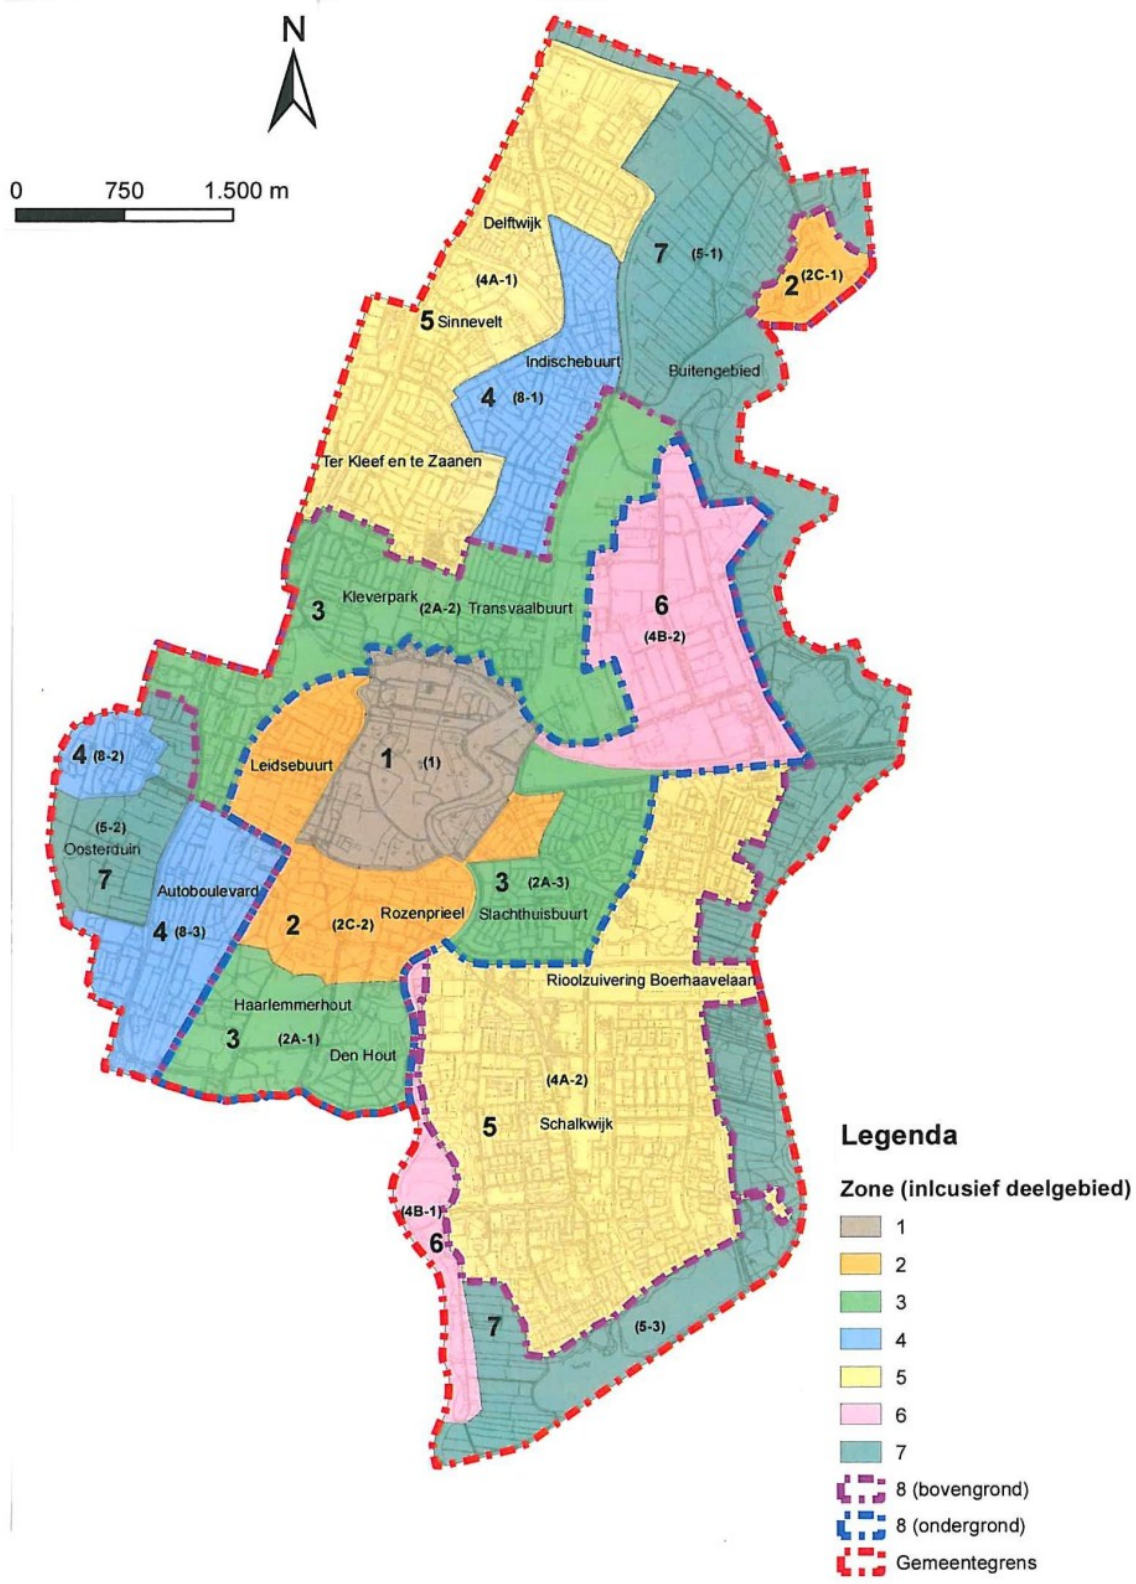 N
0 750 1.500 m
Delftwijk
7 (5-1)
(4A-1)
2 (2C-1)
5 Sinnevelt
Indischebuurt
Buitengebied
4 (8-1)
Ter Kleef en te Zaanen
6
(4B-2)
3 Kleverpark (2A-2) Transvaalbuurt
4 (8-2)
Leidsebuurt
1 (1)
(5-2)
Oosterduin
7
Autoboulevard
4 (8-3)
2 (2C-2) Rozenprieel
3 (2A-3)
Slachthuisbuurt
Rioolzuivering Boerhaavelaan
Haarlemmerhout
3 (2A-1)
Den Hout
(4A-2)
5 Schalkwijk
(4B-1)
6
7
(5-3)
Legenda
Zone (inlcusief deelgebied)
1
2
3
4
5
6
7
8 (bovengrond)
8 (ondergrond)
Gemeentegrens